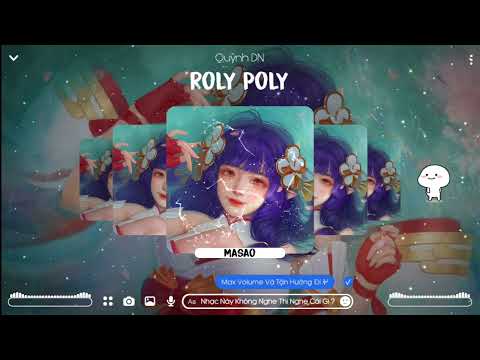 Quỳnh DN
ROLY POLY
MASAO
Max Volume Và Tận Hưởng Đi
Aa Nhạc Này Không Nghe Thì Nghe Cái Gì ?